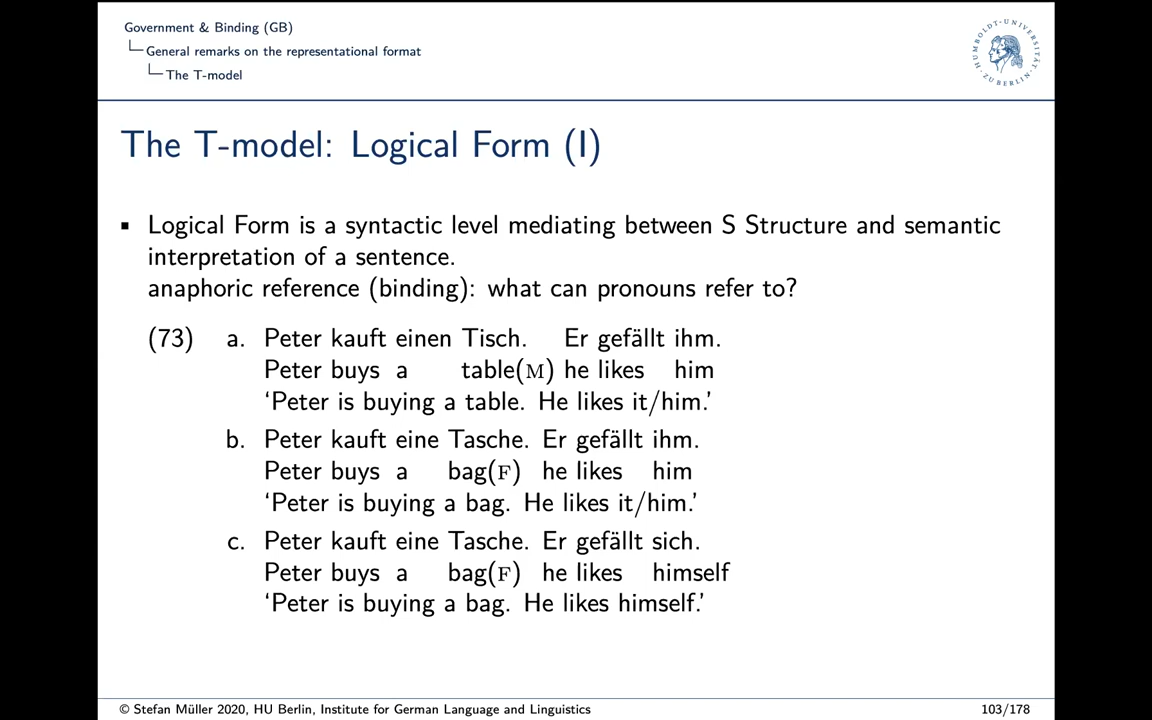 Government & Binding (GB)
General remarks on the representational format
The T-model
HUMBOLDT-UNIVERSITÄT ZU BERLIN
The T-model: Logical Form (I)
▪ Logical Form is a syntactic level mediating between S Structure and semantic
interpretation of a sentence.
anaphoric reference (binding): what can pronouns refer to?
(73) a. Peter kauft einen Tisch. Er gefällt ihm.
Peter buys a table(M) he likes him
‘Peter is buying a table. He likes it/him.’
b. Peter kauft eine Tasche. Er gefällt ihm.
Peter buys a bag(F) he likes him
‘Peter is buying a bag. He likes it/him.’
c. Peter kauft eine Tasche. Er gefällt sich.
Peter buys a bag(F) he likes himself
‘Peter is buying a bag. He likes himself.’
© Stefan Müller 2020, HU Berlin, Institute for German Language and Linguistics 103/178